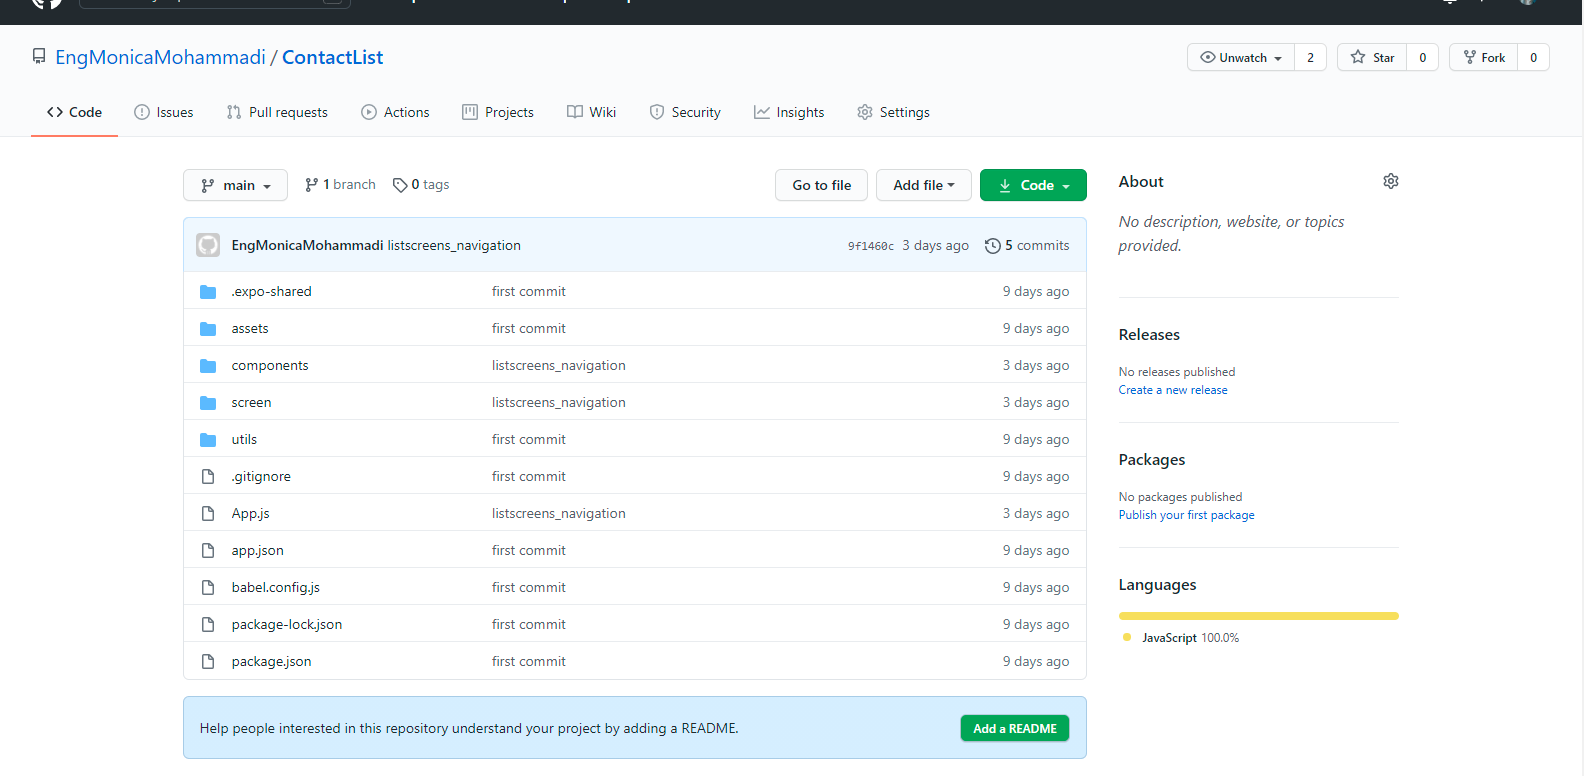 EngMonicaMohammadi / ContactList
Unwatch 2 Star 0 Fork 0
Code Issues Pull requests Actions Projects Wiki Security Insights Settings
main 1 branch 0 tags Go to file Add file Code
EngMonicaMohammadi listscreens_navigation 9f1460c 3 days ago 5 commits
.expo-shared first commit 9 days ago
assets first commit 9 days ago
components listscreens_navigation 3 days ago
screen listscreens_navigation 3 days ago
utils first commit 9 days ago
.gitignore first commit 9 days ago
App.js listscreens_navigation 3 days ago
app.json first commit 9 days ago
babel.config.js first commit 9 days ago
package-lock.json first commit 9 days ago
package.json first commit 9 days ago
Help people interested in this repository understand your project by adding a README. Add a README
About
No description, website, or topics
provided.
Releases
No releases published
Create a new release
Packages
No packages published
Publish your first package
Languages
JavaScript 100.0%